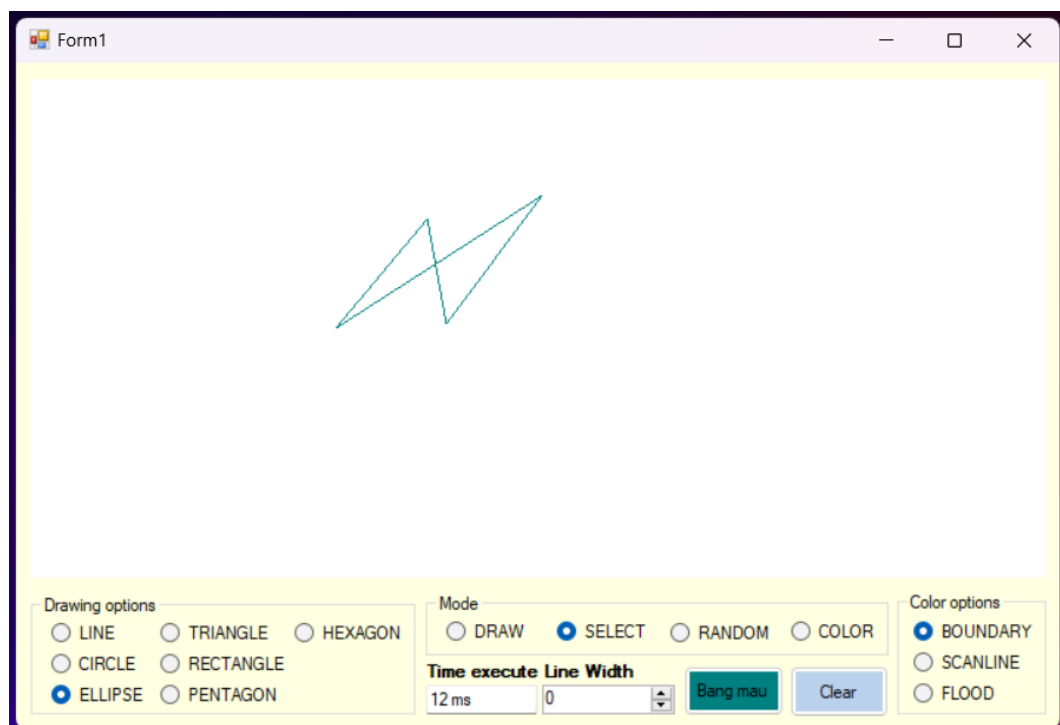 Form1
Drawing options
LINE TRIANGLE HEXAGON
CIRCLE RECTANGLE
ELLIPSE PENTAGON
Mode
DRAW SELECT RANDOM COLOR
Time execute Line Width
12 ms 0 Bang mau Clear
Color options
BOUNDARY
SCANLINE
FLOOD